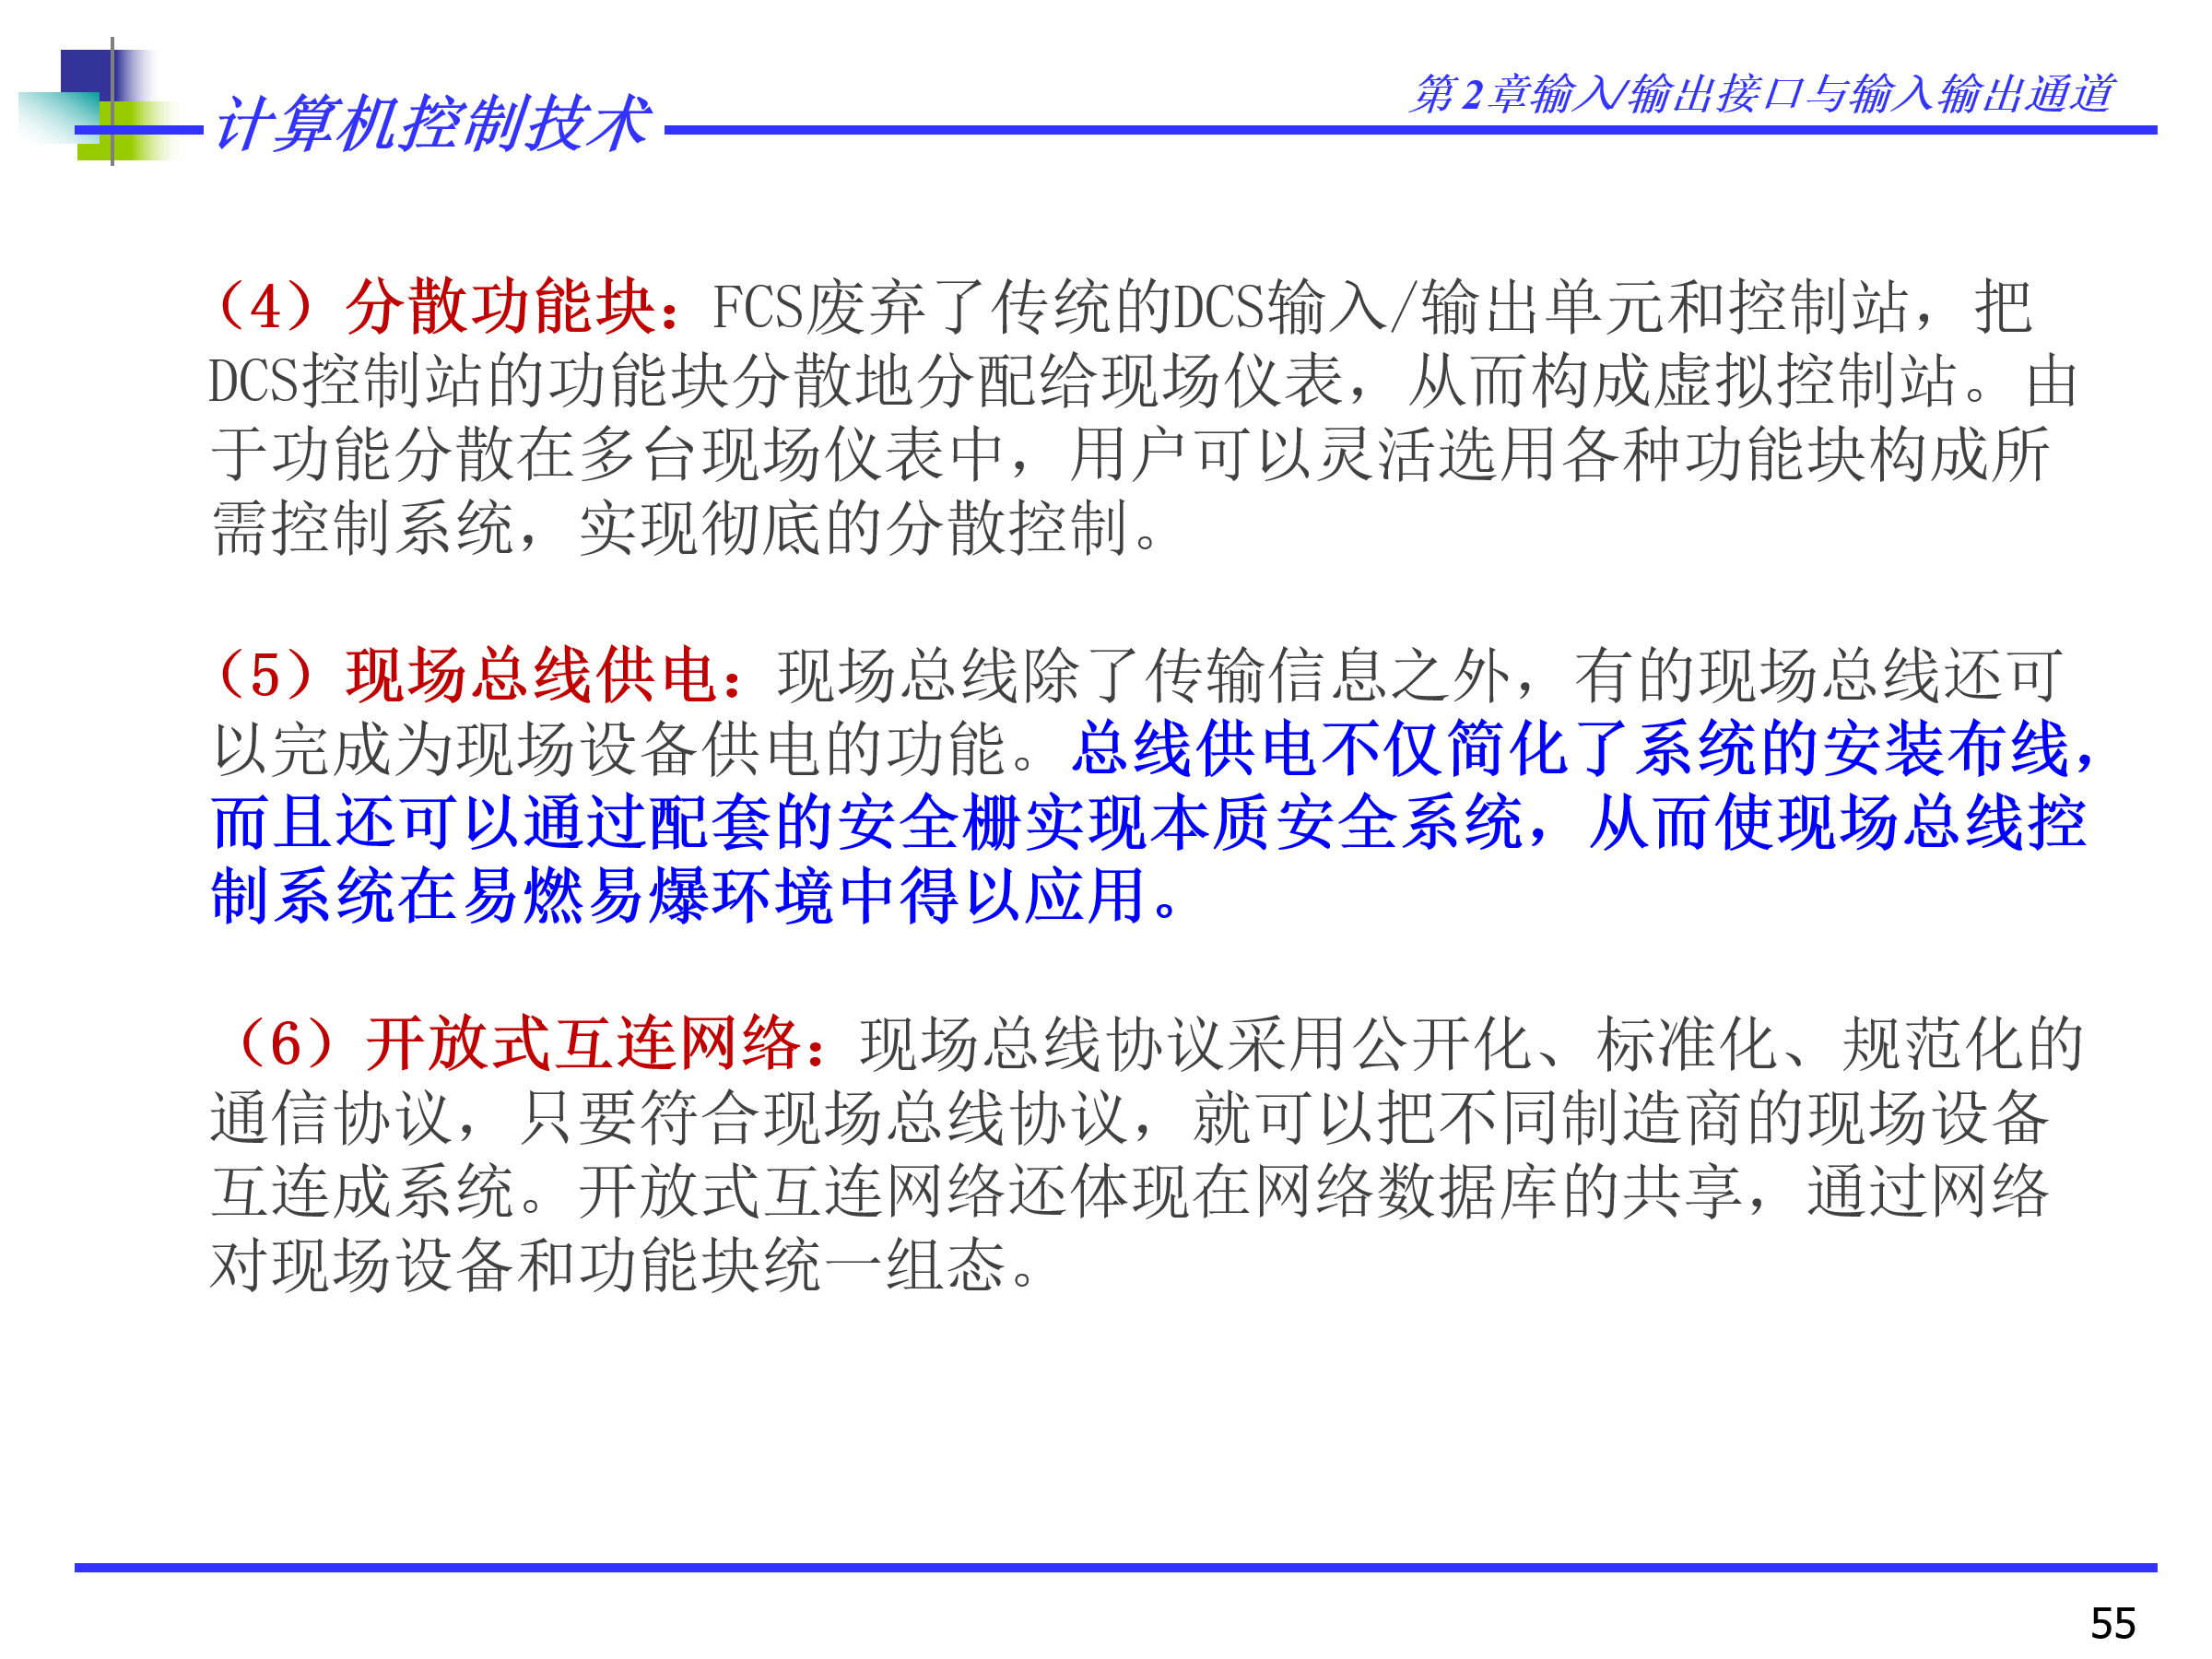 计算机控制技术
第2章输入/输出接口与输入输出通道
（4）分散功能块：FCS废弃了传统的DCS输入/输出单元和控制站，把
DCS控制站的功能块分散地分配给现场仪表，从而构成虚拟控制站。由
于功能分散在多台现场仪表中，用户可以灵活选用各种功能块构成所
需控制系统，实现彻底的分散控制。
（5）现场总线供电：现场总线除了传输信息之外，有的现场总线还可
以完成为现场设备供电的功能。总线供电不仅简化了系统的安装布线，
而且还可以通过配套的安全栅实现本质安全系统，从而使现场总线控
制系统在易燃易爆环境中得以应用。
（6）开放式互连网络：现场总线协议采用公开化、标准化、规范化的
通信协议，只要符合现场总线协议，就可以把不同制造商的现场设备
互连成系统。开放式互连网络还体现在网络数据库的共享，通过网络
对现场设备和功能块统一组态。
55